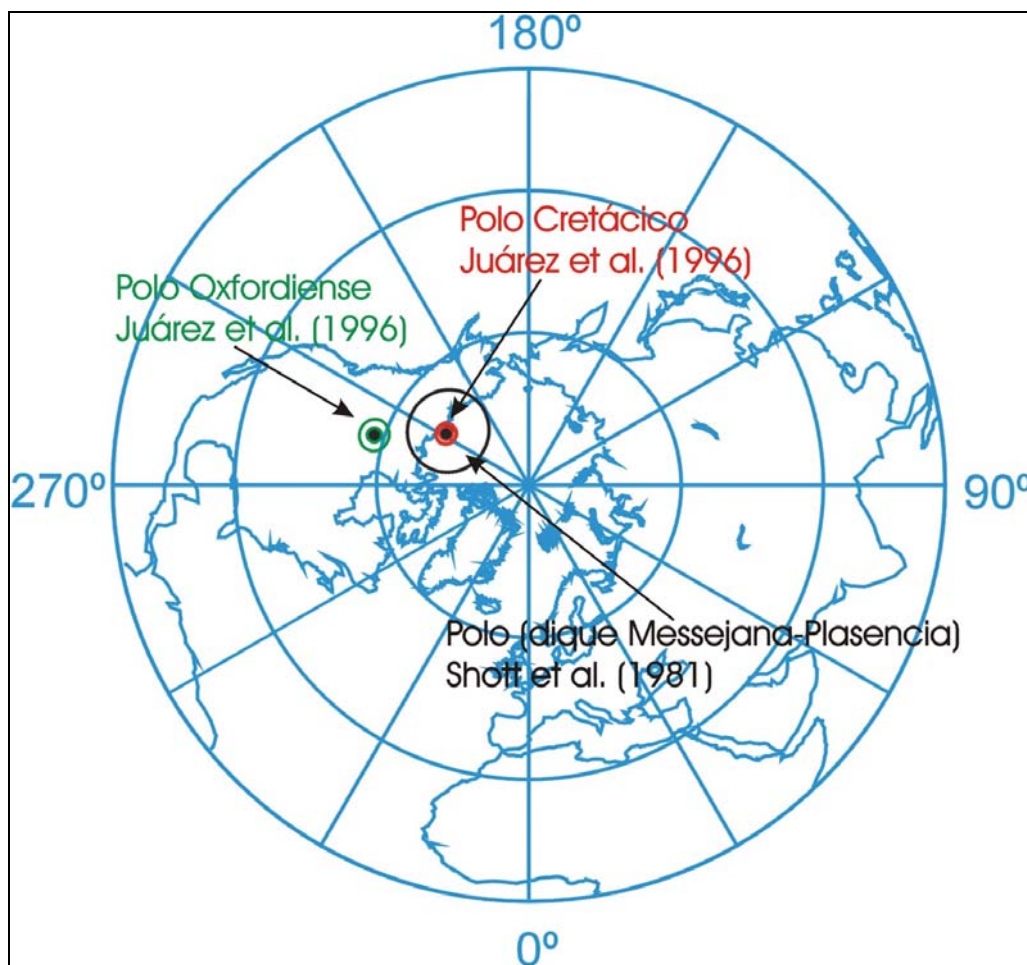 180º
Polo Cretácico
Juárez et al. (1996)
Polo Oxfordiense
Juárez et al. (1996)
270º
90º
Polo (dique Messejana-Plasencia)
Shott et al. (1981)
0º